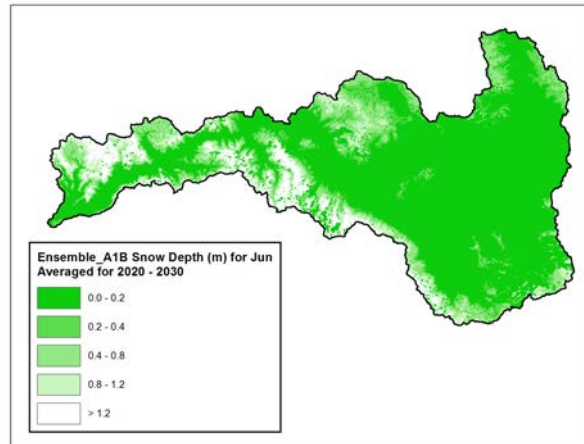 Ensemble_A1B Snow Depth (m) for Jun
Averaged for 2020 - 2030
0.0 - 0.2
0.2 - 0.4
0.4 - 0.8
0.8 - 1.2
> 1.2